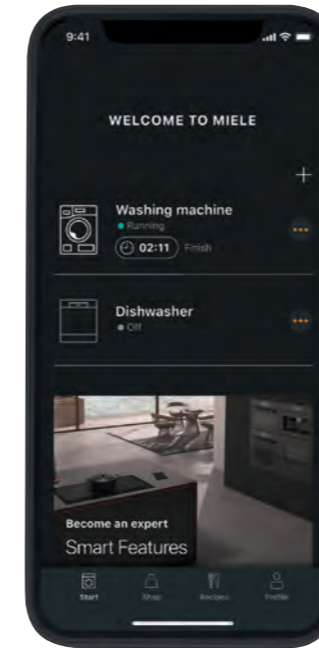 9:41
WELCOME TO MIELE
Washing machine
Running
02:11 Finish
Dishwasher
Off
Become an expert
Smart Features
Start Shop Recipes Profile